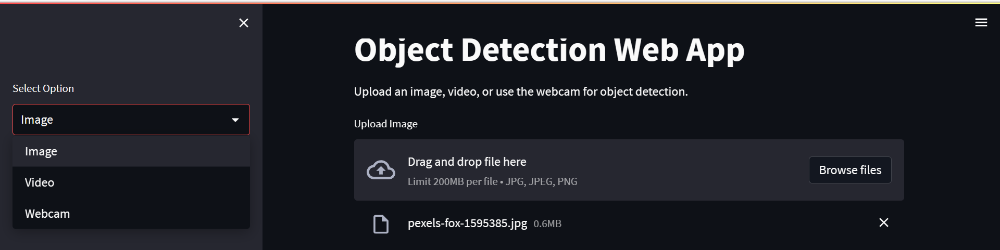 Select Option
Image
Image
Video
Webcam
Object Detection Web App
Upload an image, video, or use the webcam for object detection.
Upload Image
Drag and drop file here
Limit 200MB per file • JPG, JPEG, PNG
Browse files
pexels-fox-1595385.jpg 0.6MB